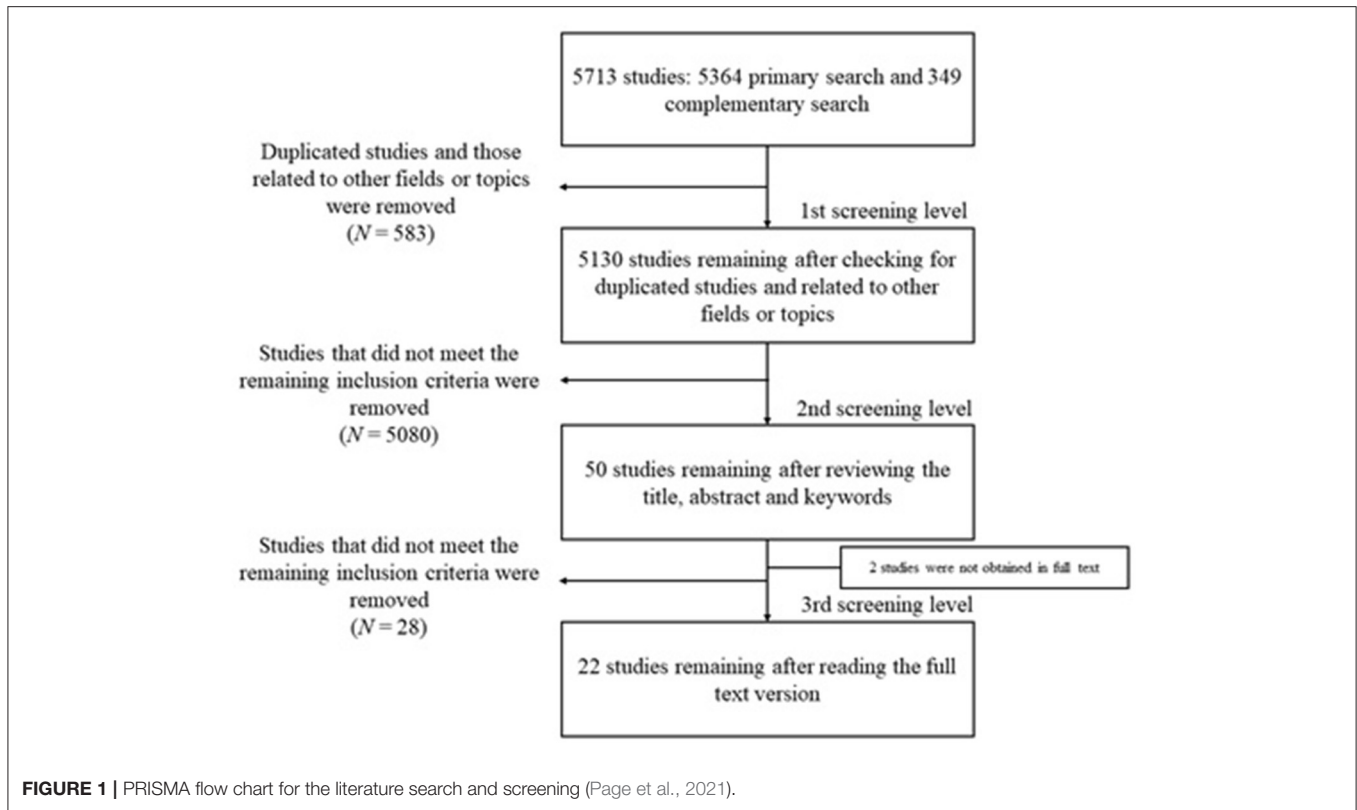 5713 studies: 5364 primary search and 349
complementary search
Duplicated studies and those
related to other fields or topics
were removed
(N = 583)
1st screening level
5130 studies remaining after checking for
duplicated studies and related to other
fields or topics
Studies that did not meet the
remaining inclusion criteria were
removed
(N = 5080)
2nd screening level
50 studies remaining after reviewing the
title, abstract and keywords
Studies that did not meet the
remaining inclusion criteria were
removed
(N = 28)
2 studies were not obtained in full text
3rd screening level
22 studies remaining after reading the full
text version
FIGURE 1 | PRISMA flow chart for the literature search and screening (Page et al., 2021).